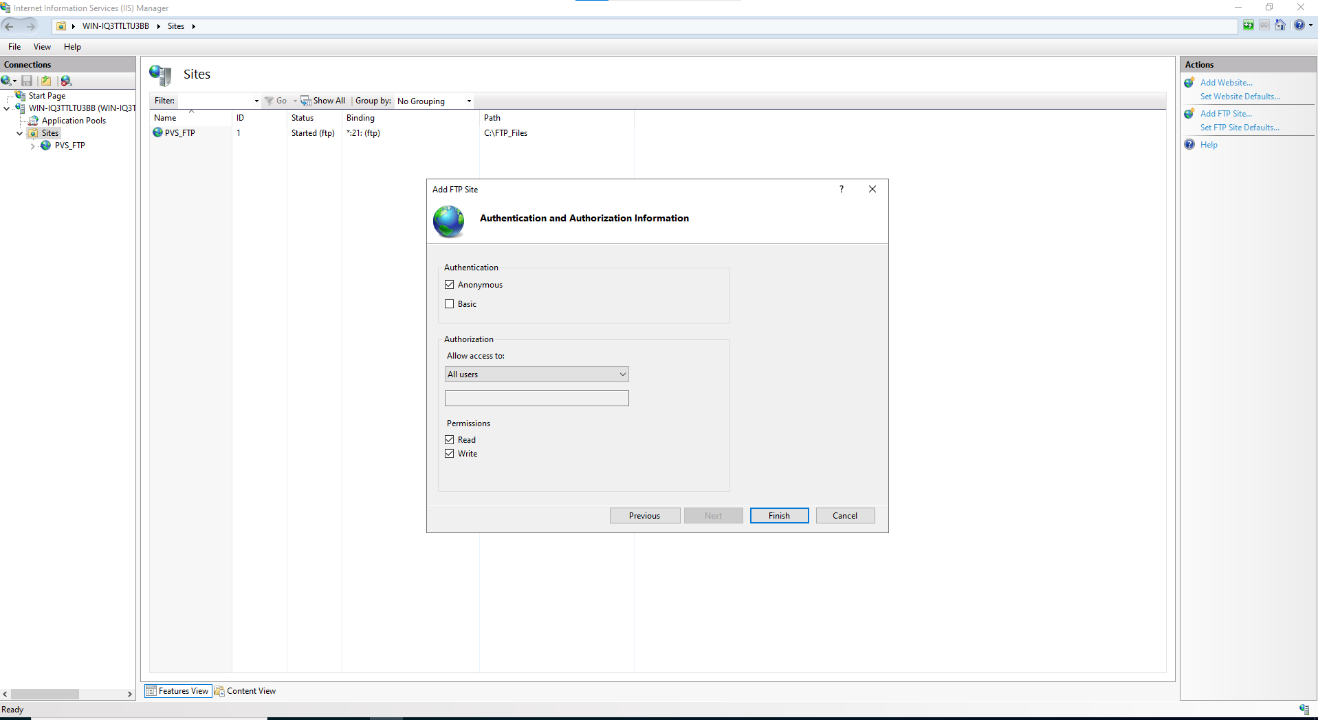 Internet Information Services (IIS) Manager
WIN-IQ3TTLTU3BB Sites
File View Help
Connections
Start Page
WIN-IQ3TTLTU3BB (WIN-IQ3T
Application Pools
Sites
PVS_FTP
Sites
Filter: Go Show All Group by: No Grouping
Name ID Status Binding Path
PVS_FTP 1 Started (ftp) *:21: (ftp) C:\FTP_Files
Add FTP Site ?
Authentication and Authorization Information
Authentication
Anonymous
Basic
Authorization
Allow access to:
All users
Permissions
Read
Write
Previous Next Finish Cancel
Features View Content View
Actions
Add Website...
Set Website Defaults...
Add FTP Site...
Set FTP Site Defaults...
Help
Ready